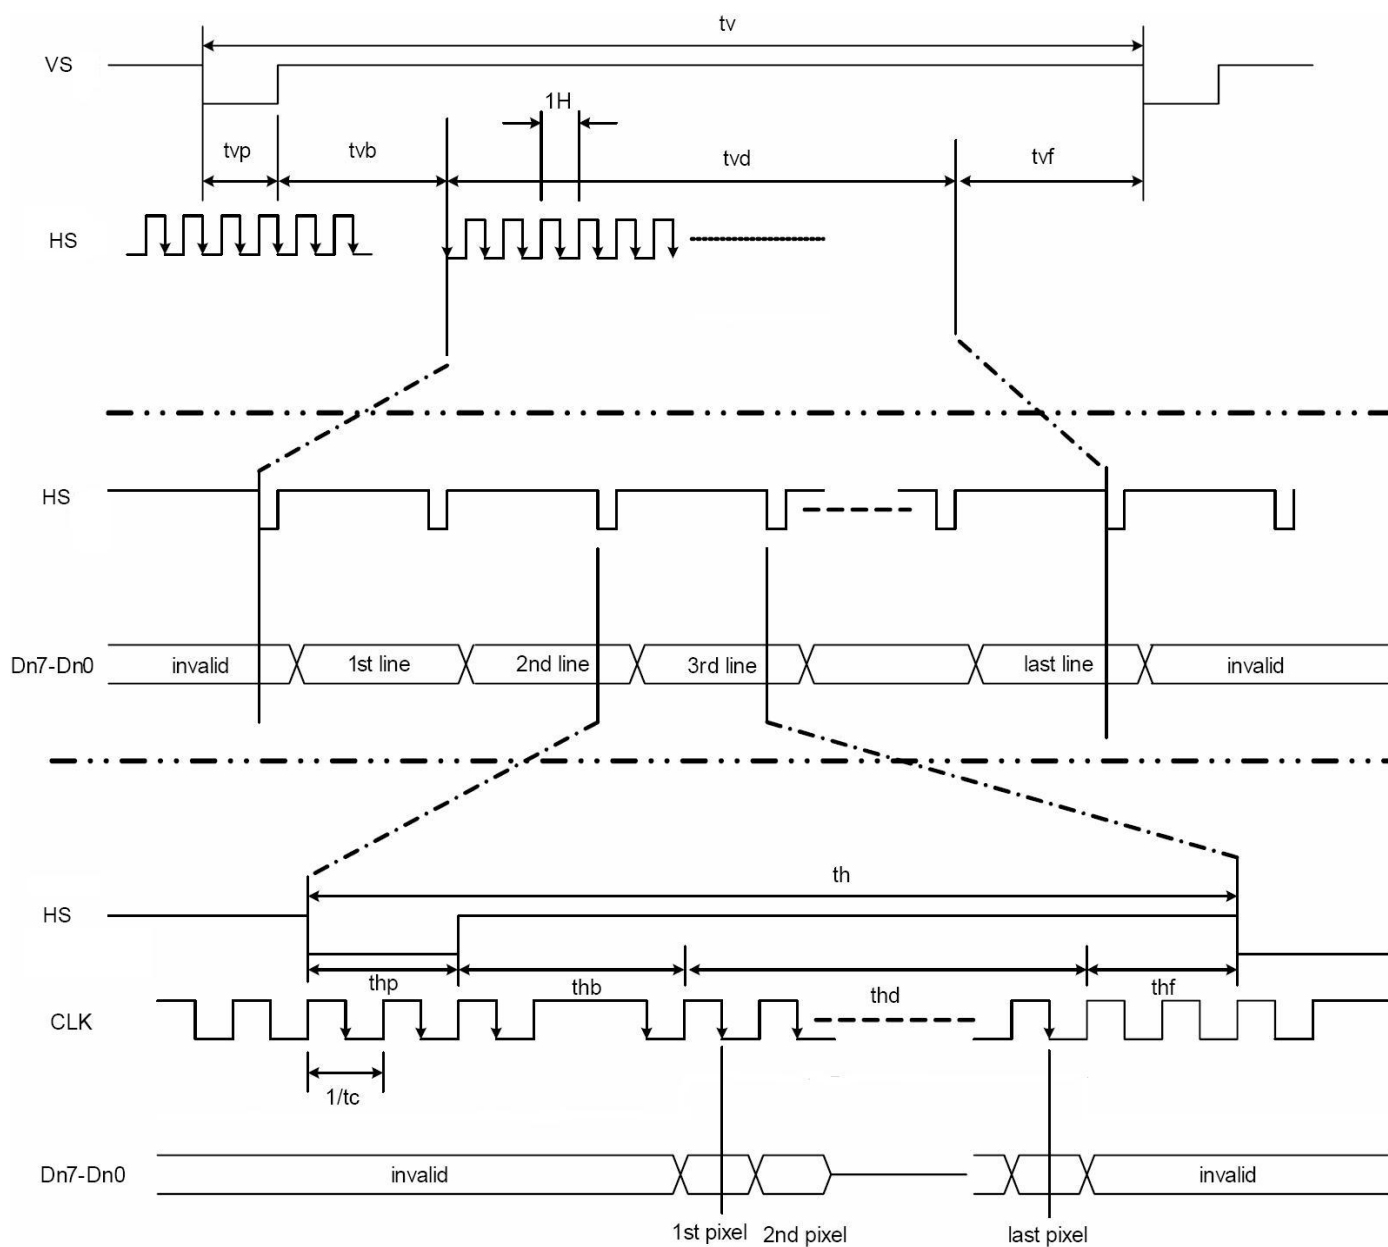 tv
VS
1H
tvp
tvb
tvd
tvf
HS
HS
Dn7-Dn0
invalid
1st line
2nd line
3rd line
last line
invalid
th
HS
thp
thb
thd
thf
CLK
1/tc
Dn7-Dn0
invalid
invalid
1st pixel
2nd pixel
last pixel